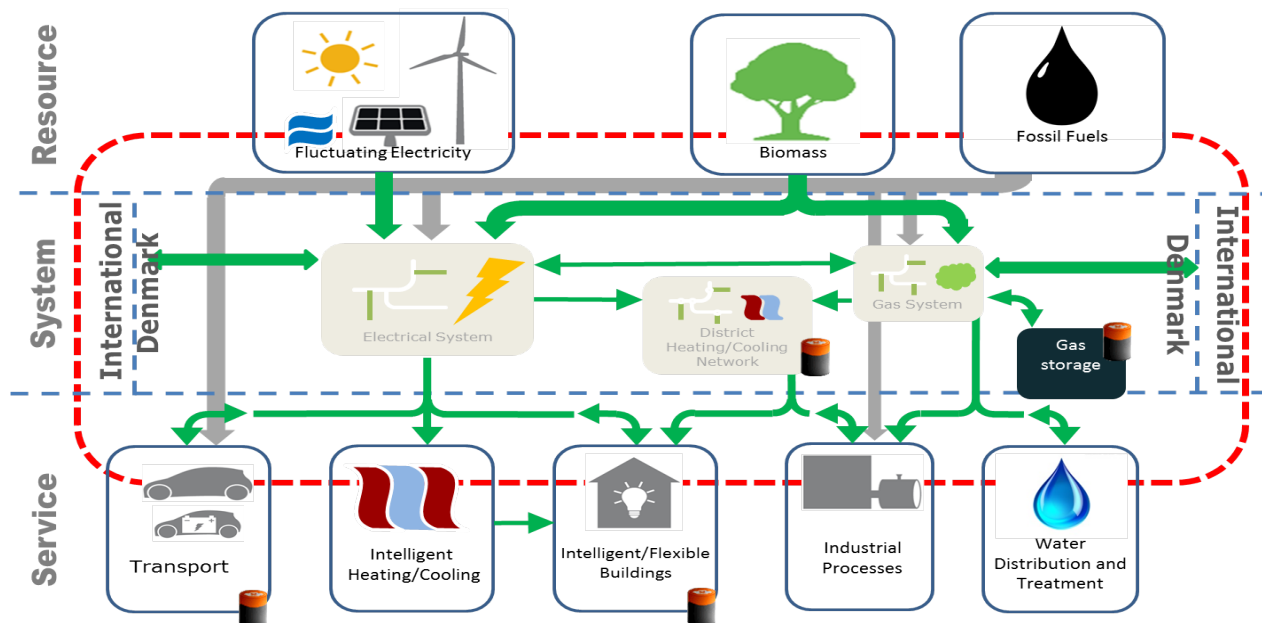 Resource
Fluctuating Electricity
Biomass
Fossil Fuels
System
International
Denmark
Electrical System
District
Heating/Cooling
Network
Gas System
Gas
storage
Denmark
International
Service
Transport
Intelligent
Heating/Cooling
Intelligent/Flexible
Buildings
Industrial
Processes
Water
Distribution and
Treatment